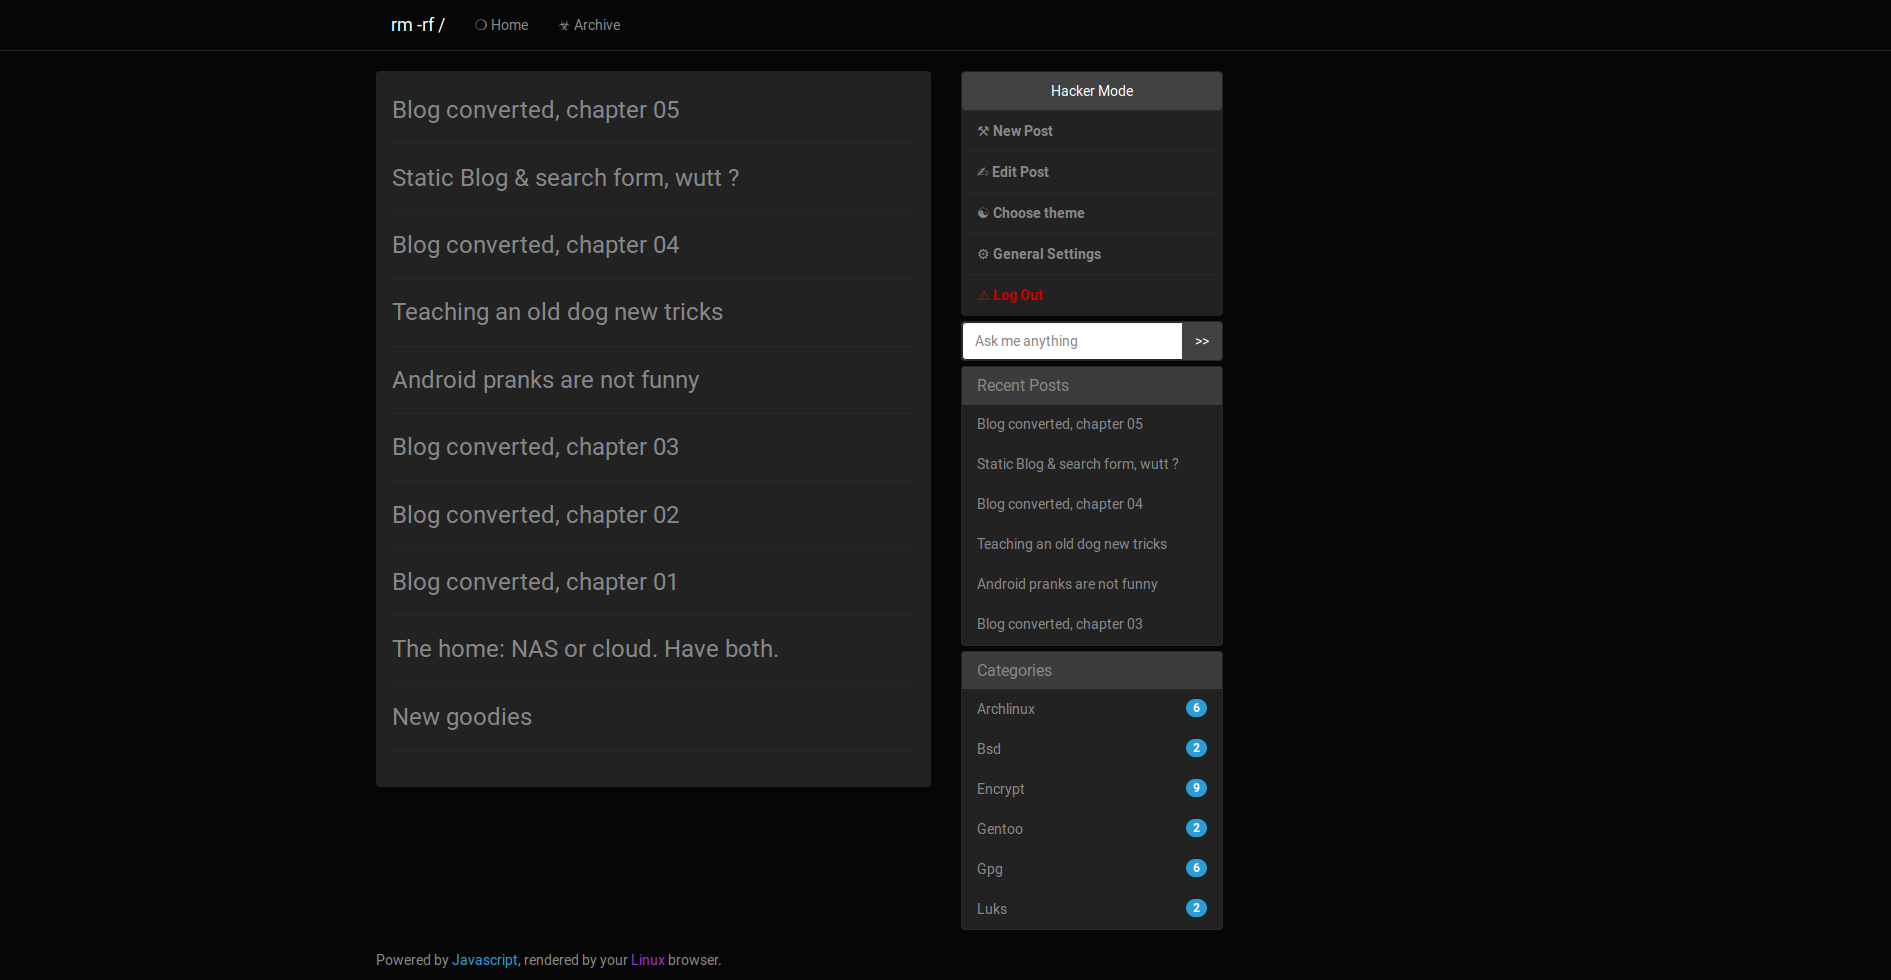 rm -rf / ❍ Home ☣ Archive
Blog converted, chapter 05
Static Blog & search form, wutt ?
Blog converted, chapter 04
Teaching an old dog new tricks
Android pranks are not funny
Blog converted, chapter 03
Blog converted, chapter 02
Blog converted, chapter 01
The home: NAS or cloud. Have both.
New goodies
Hacker Mode
⚒ New Post
✍ Edit Post
☯ Choose theme
⚙ General Settings
⚠ Log Out
Ask me anything >>
Recent Posts
Blog converted, chapter 05
Static Blog & search form, wutt ?
Blog converted, chapter 04
Teaching an old dog new tricks
Android pranks are not funny
Blog converted, chapter 03
Categories
Archlinux 6
Bsd 2
Encrypt 9
Gentoo 2
Gpg 6
Luks 2
Powered by Javascript, rendered by your Linux browser.